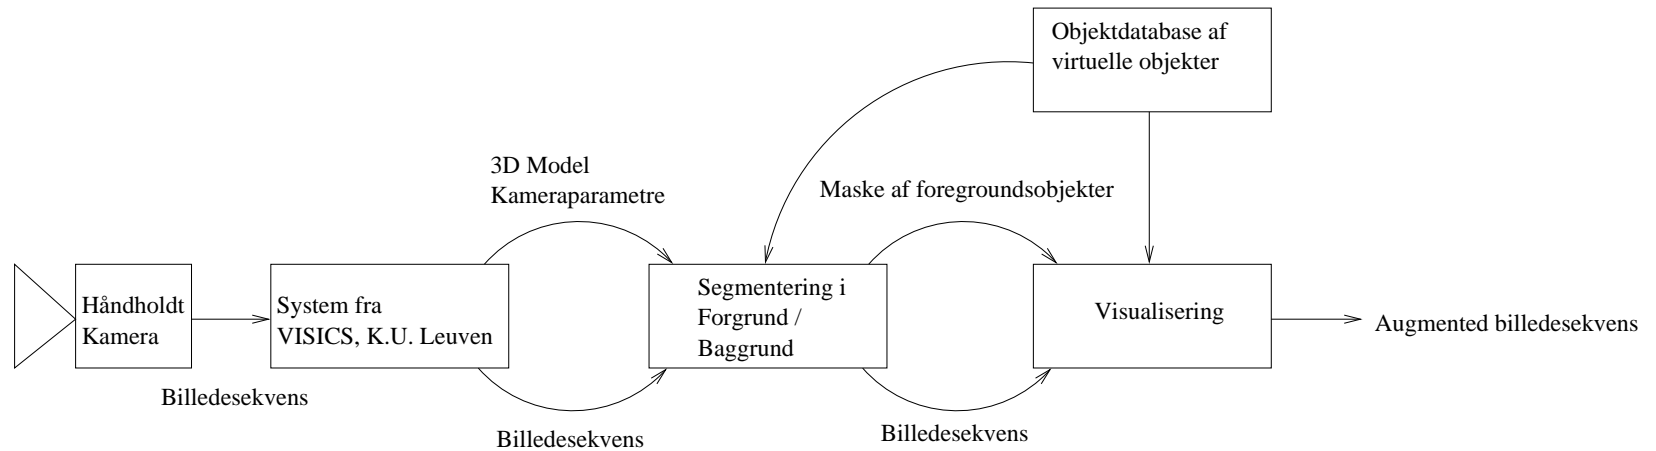 Objektdatabase af
virtuelle objekter
3D Model
Kameraparametre
Maske af foregroundsobjekter
Håndholdt
Kamera
System fra
VISICS, K.U. Leuven
Segmentering i
Forgrund /
Baggrund
Visualisering
Augmented billedesekvens
Billedesekvens
Billedesekvens
Billedesekvens